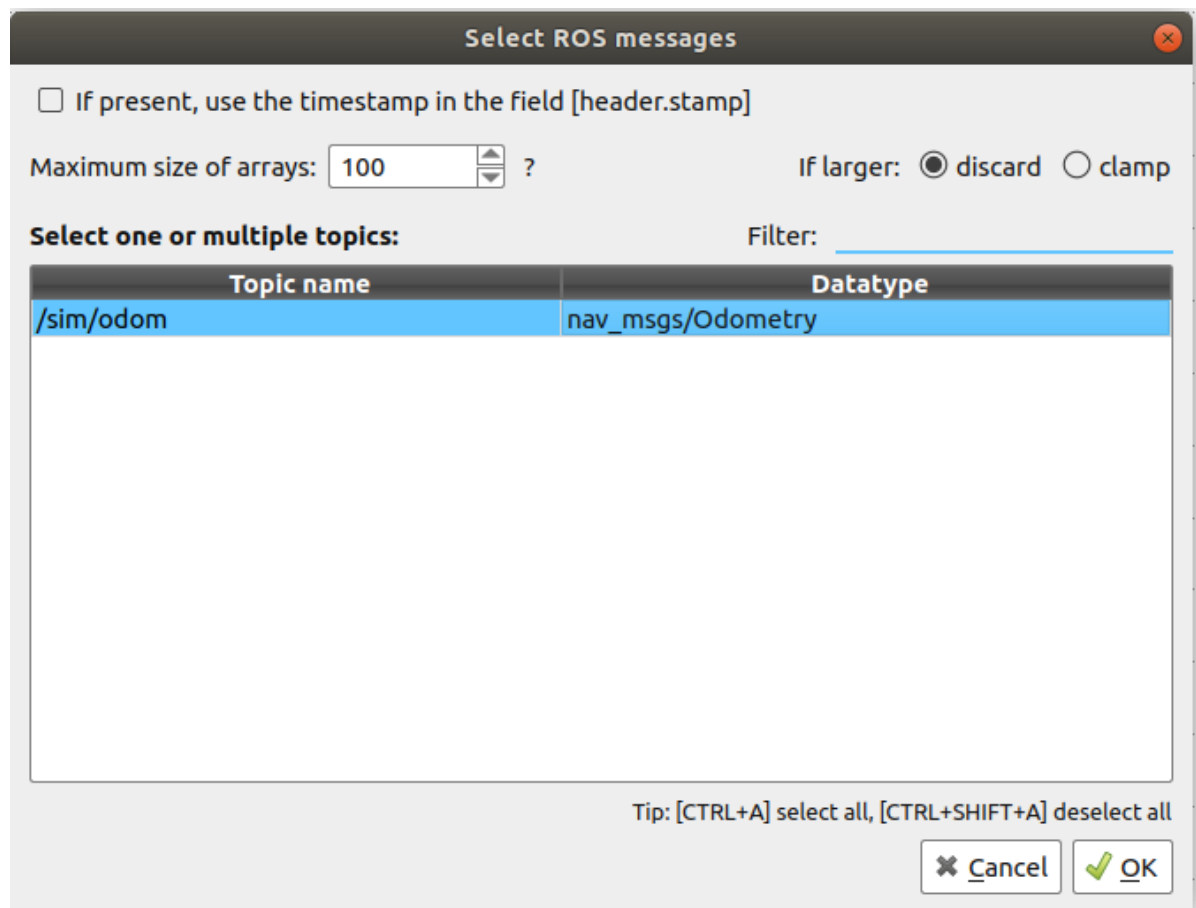 Select ROS messages
If present, use the timestamp in the field [header.stamp]
Maximum size of arrays: 100 ? If larger: discard clamp
Select one or multiple topics: Filter:
Topic name Datatype
/sim/odom nav_msgs/Odometry
Tip: [CTRL+A] select all, [CTRL+SHIFT+A] deselect all
Cancel OK